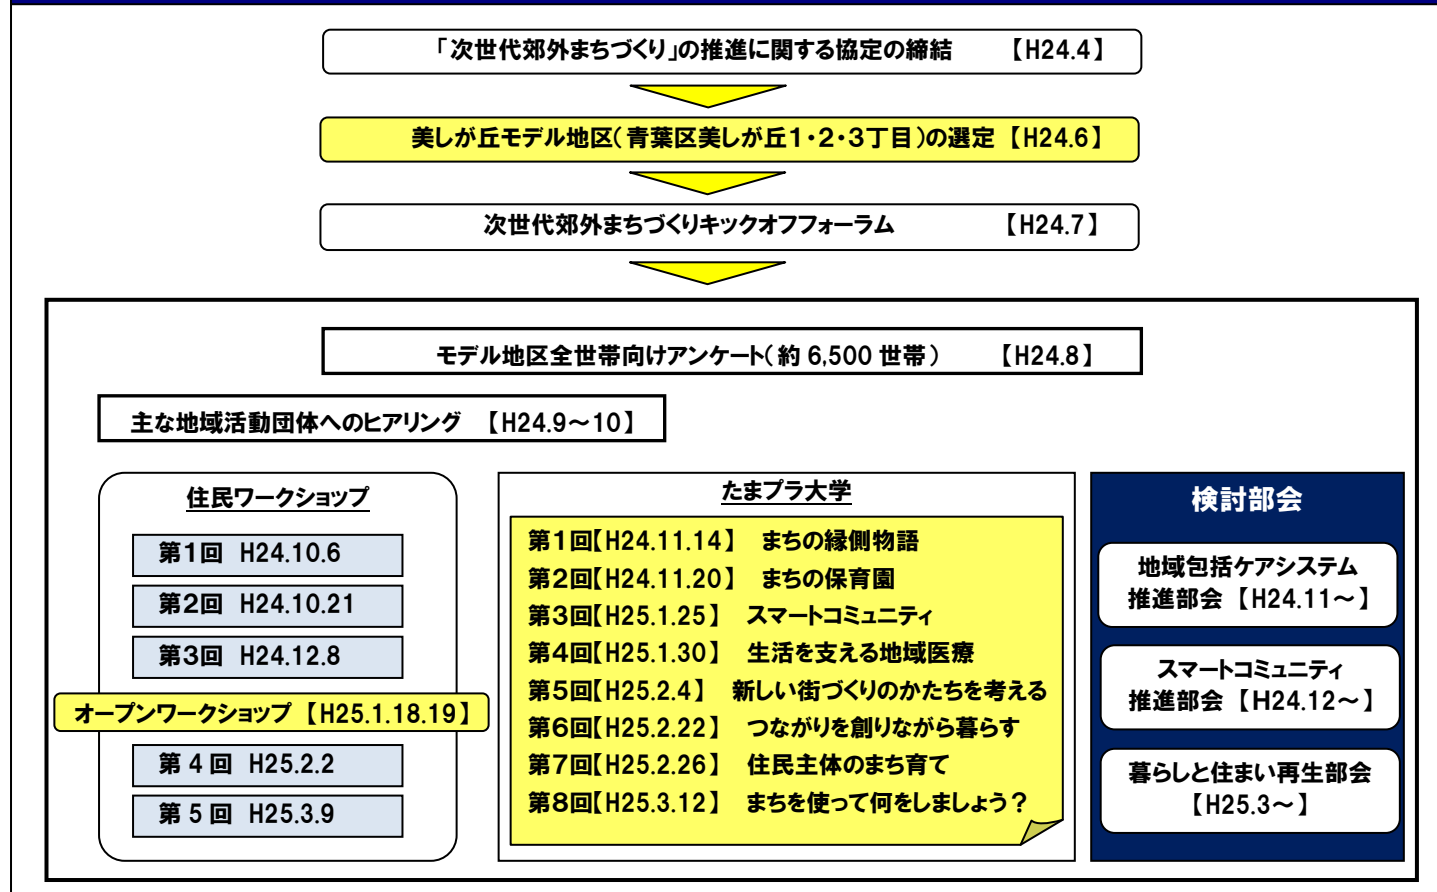 「次世代郊外まちづくり」の推進に関する協定の締結　【H24.4】
美しが丘モデル地区（青葉区美しが丘１・２・３丁目）の選定【H24.6】
次世代郊外まちづくりキックオフフォーラム　【H24.7】
モデル地区全世帯向けアンケート（約 6,500 世帯）　【H24.8】
主な地域活動団体へのヒアリング　【H24.9～10】
住民ワークショップ
第１回 H24.10.6
第２回 H24.10.21
第３回 H24.12.8
オープンワークショップ【H25.1.18.19】
第 4 回 H25.2.2
第 5 回 H25.3.9
たまプラ大学
第１回【H24.11.14】　まちの縁側物語
第２回【H24.11.20】　まちの保育園
第３回【H25.1.25】　スマートコミュニティ
第４回【H25.1.30】　生活を支える地域医療
第５回【H25.2.4】　新しい街づくりのかたちを考える
第６回【H25.2.22】　つながりを創りながら暮らす
第７回【H25.2.26】　住民主体のまち育て
第８回【H25.3.12】　まちを使って何をしましょう？
検討部会
地域包括ケアシステム
推進部会【H24.11～】
スマートコミュニティ
推進部会【H24.12～】
暮らしと住まい再生部会
【H25.3～】